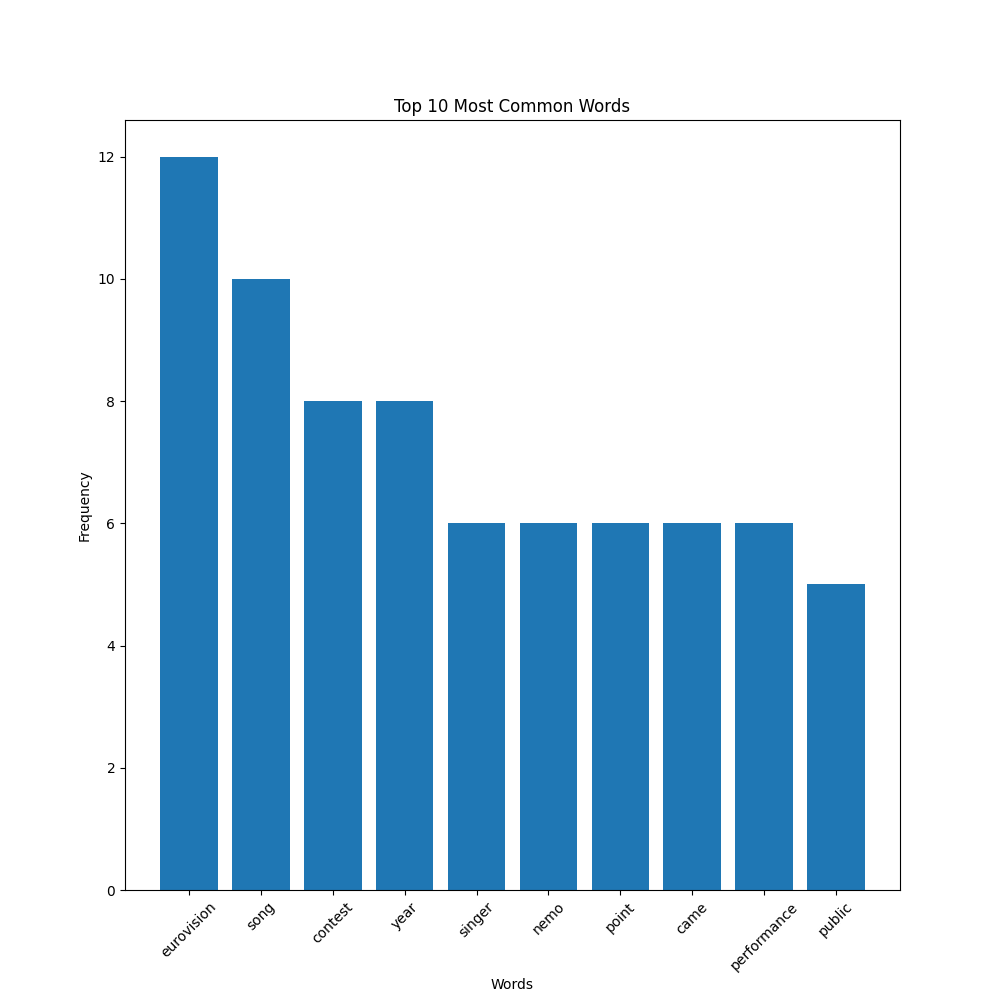 Top 10 Most Common Words
12
10
8
6
4
2
0
Frequency
eurovision
song
contest
year
singer
nemo
point
came
performance
public
Words